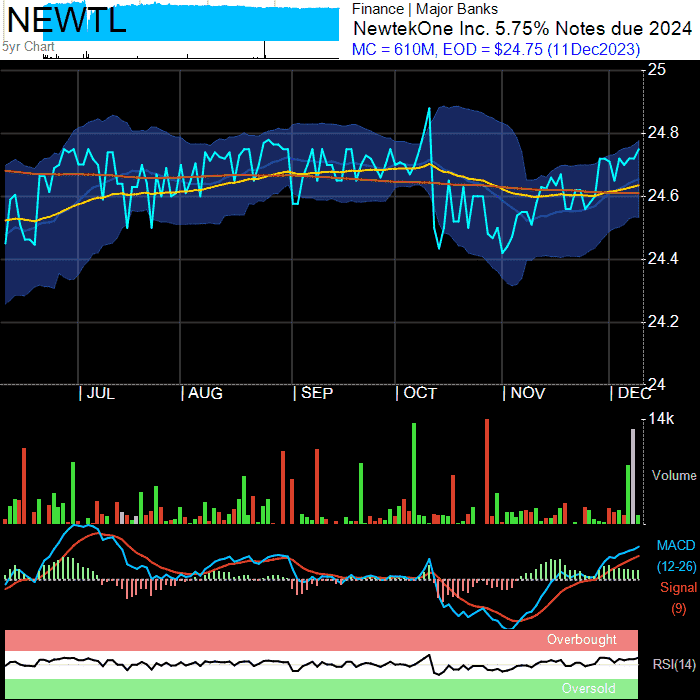 NEWTL
5yr Chart
Finance | Major Banks
NewtekOne Inc. 5.75% Notes due 2024
MC = 610M, EOD = $24.75 (11Dec2023)
25
24.8
24.6
24.4
24.2
24
| JUL | AUG | SEP | OCT | NOV | DEC
14k
Volume
MACD
(12-26)
Signal
(9)
Overbought
RSI(14)
Oversold